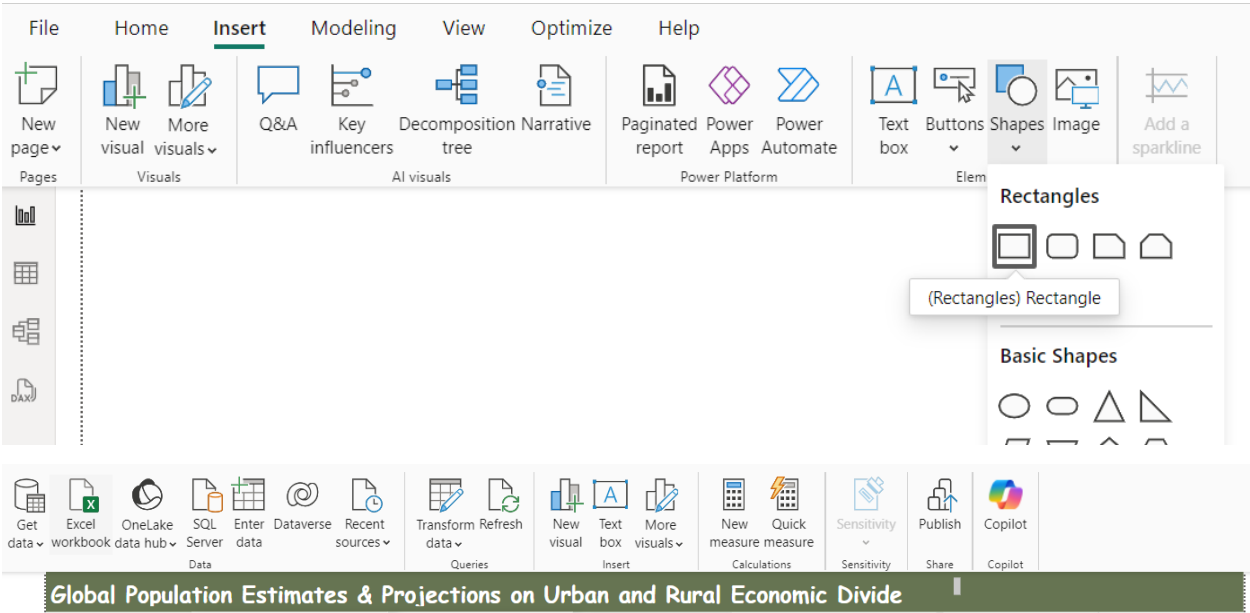 File Home Insert Modeling View Optimize Help
New page
New visual
More visuals
Q&A
Key influencers
Decomposition tree
Narrative
Paginated report
Power Apps
Power Automate
Text box
Buttons
Shapes
Image
Add a sparkline
Pages
Visuals
AI visuals
Power Platform
Elem
Rectangles
(Rectangles) Rectangle
Basic Shapes
DAX
A
Get data
Excel workbook
OneLake data hub
SQL Server
Enter data
Dataverse
Recent sources
Transform data
Refresh
New visual
Text box
More visuals
New measure
Quick measure
Sensitivity
Publish
Copilot
Data
Queries
Insert
Calculations
Sensitivity
Share
Copilot
X
A
Global Population Estimates & Projections on Urban and Rural Economic Divide